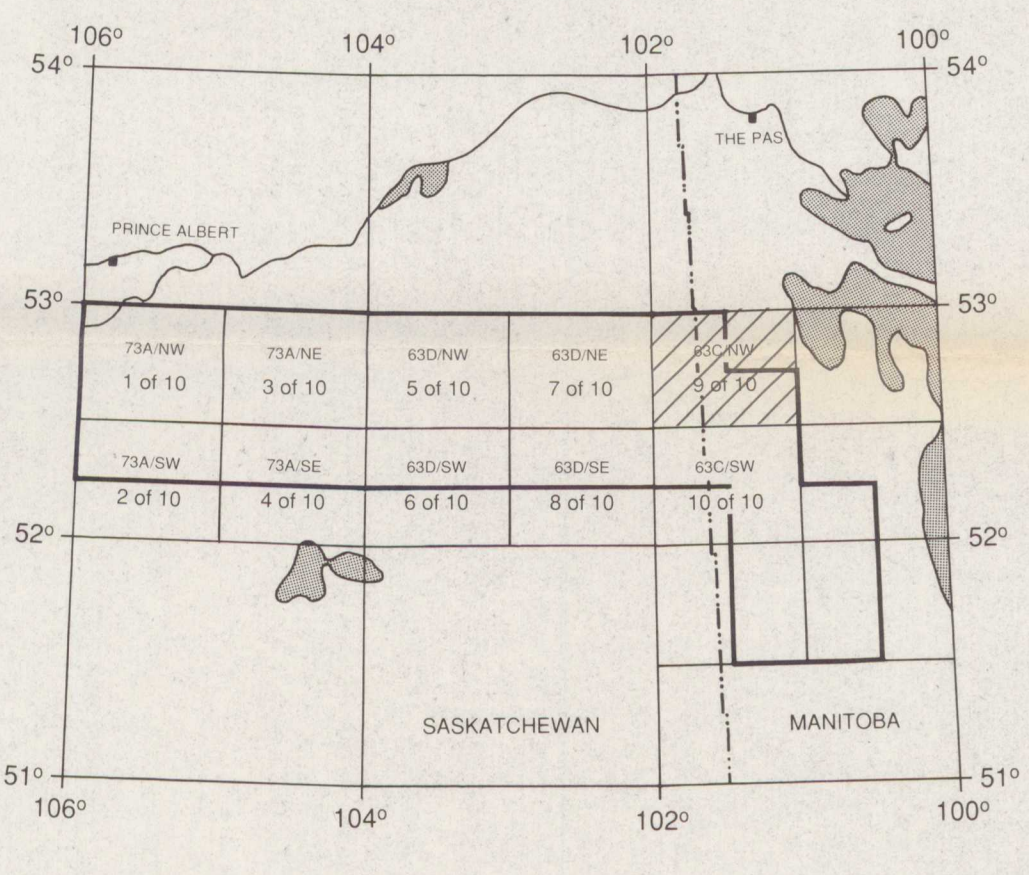 106° 104° 102° 100°
54° 54°
THE PAS
PRINCE ALBERT
53° 53°
73A/NW 73A/NE 63D/NW 63D/NE 63C/NW
1 of 10 3 of 10 5 of 10 7 of 10 9 of 10
73A/SW 73A/SE 63D/SW 63D/SE 63C/SW
2 of 10 4 of 10 6 of 10 8 of 10 10 of 10
52° 52°
SASKATCHEWAN MANITOBA
51° 51°
106° 104° 102° 100°